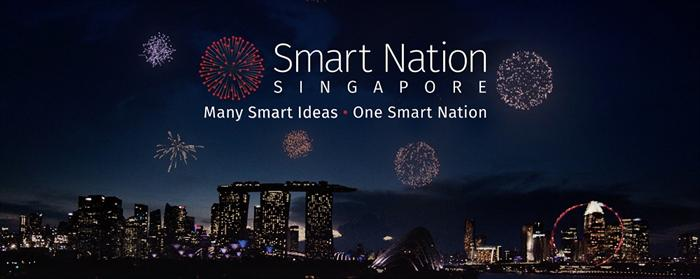 Smart Nation
SINGAPORE
Many Smart Ideas • One Smart Nation